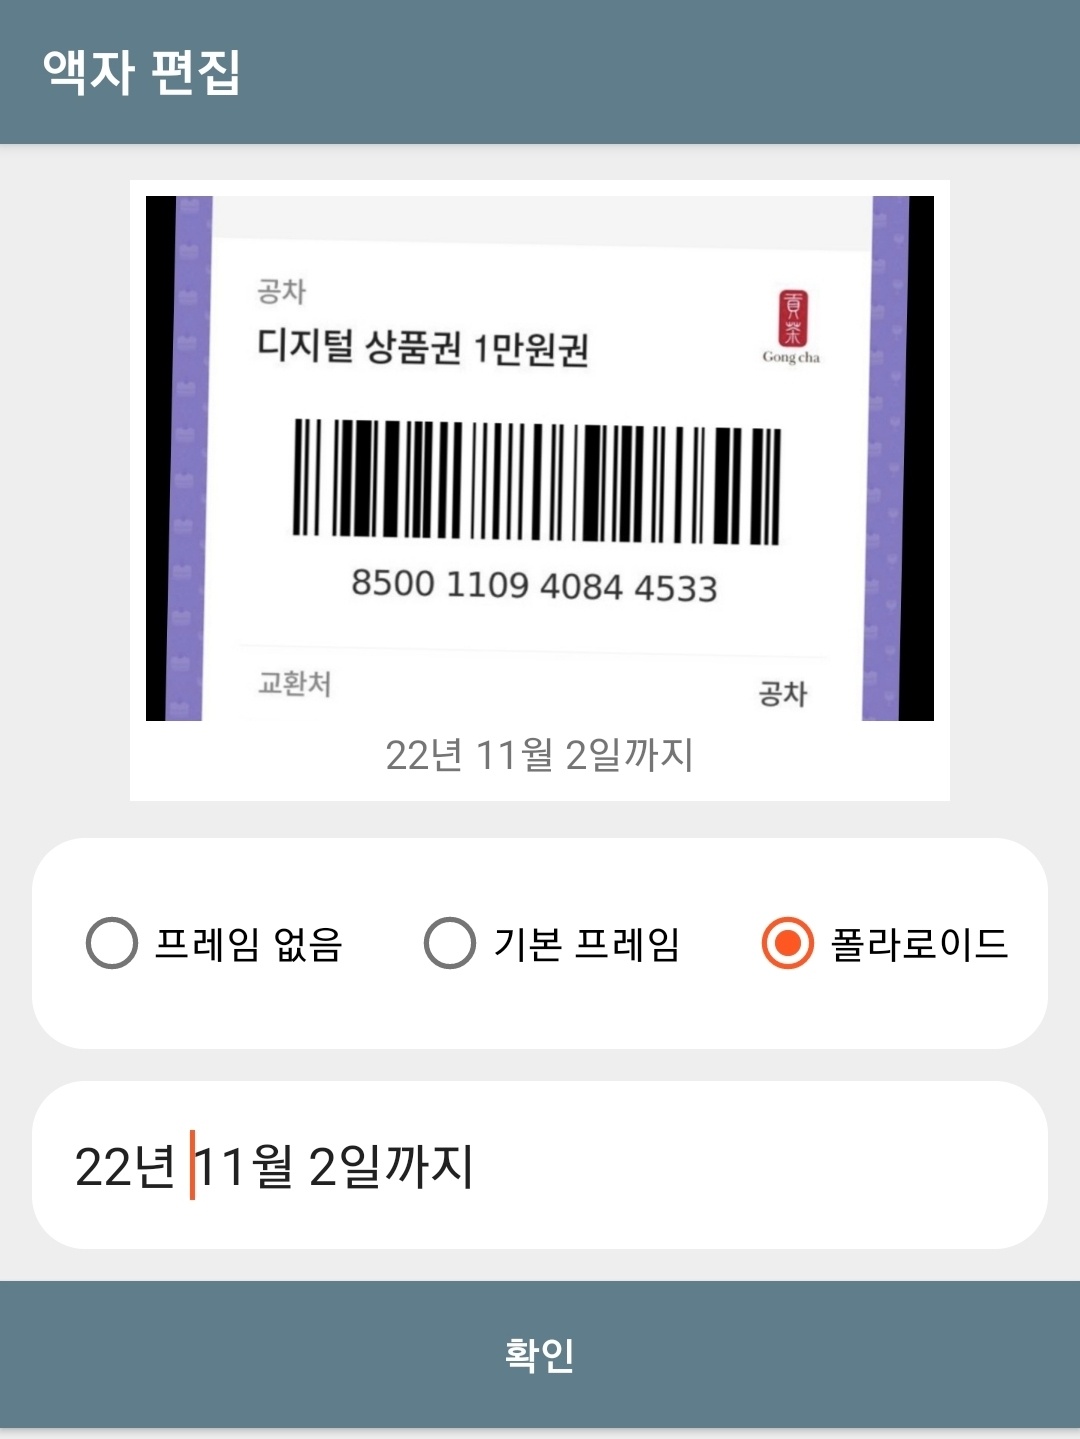 액자 편집
공차
디지털 상품권 1만원권
貢茶
Gong cha
8500 1109 4084 4533
교환처
공차
22년 11월 2일까지
프레임 없음
기본 프레임
폴라로이드
22년 11월 2일까지
확인